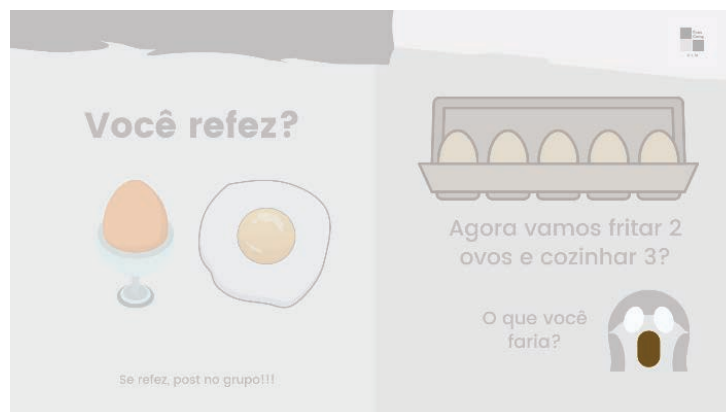 Você refez?
Se refez, post no grupo!!!
Agora vamos fritar 2
ovos e cozinhar 3?
O que você
faria?